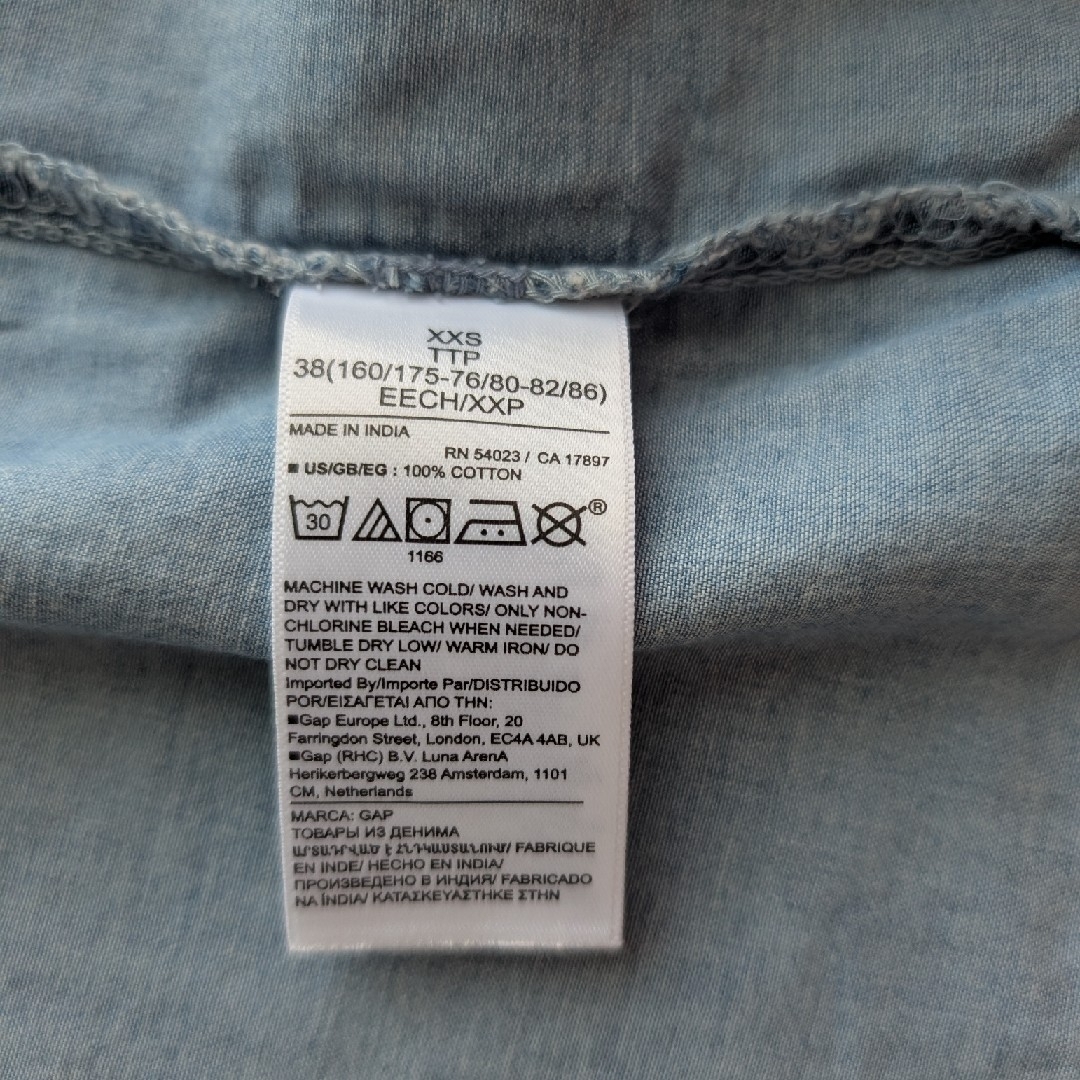 XXS
TTP
38(160/175-76/80-82/86)
EECH/XXP
MADE IN INDIA
RN 54023 / CA 17897
■ US/GB/EG : 100% COTTON
30
®
1166
MACHINE WASH COLD/ WASH AND
DRY WITH LIKE COLORS/ ONLY NON-
CHLORINE BLEACH WHEN NEEDED/
TUMBLE DRY LOW/ WARM IRON/ DO
NOT DRY CLEAN
Imported By/Importe Par/DISTRIBUIDO
POR/ΕΙΣΑΓΕΤΑΙ ΑΠΟ ΤΗΝ:
■Gap Europe Ltd., 8th Floor, 20
Farringdon Street, London, EC4A 4AB, UK
■Gap (RHC) B.V. Luna ArenA
Herikerbergweg 238 Amsterdam, 1101
CM, Netherlands
MARCA: GAP
ТОВАРЫ ИЗ ДЕНИМА
ԱՐՏԱԴՐՎԱԾ Է ՀՆԴԿԱՍՏԱՆՈՒՄ/ FABRIQUE
EN INDE/ HECHO EN INDIA/
ПРОИЗВЕДЕНО В ИНДИЯ/ FABRICADO
NA ÍNDIA/ ΚΑΤΑΣΚΕΥΑΣΤΗΚΕ ΣΤΗΝ